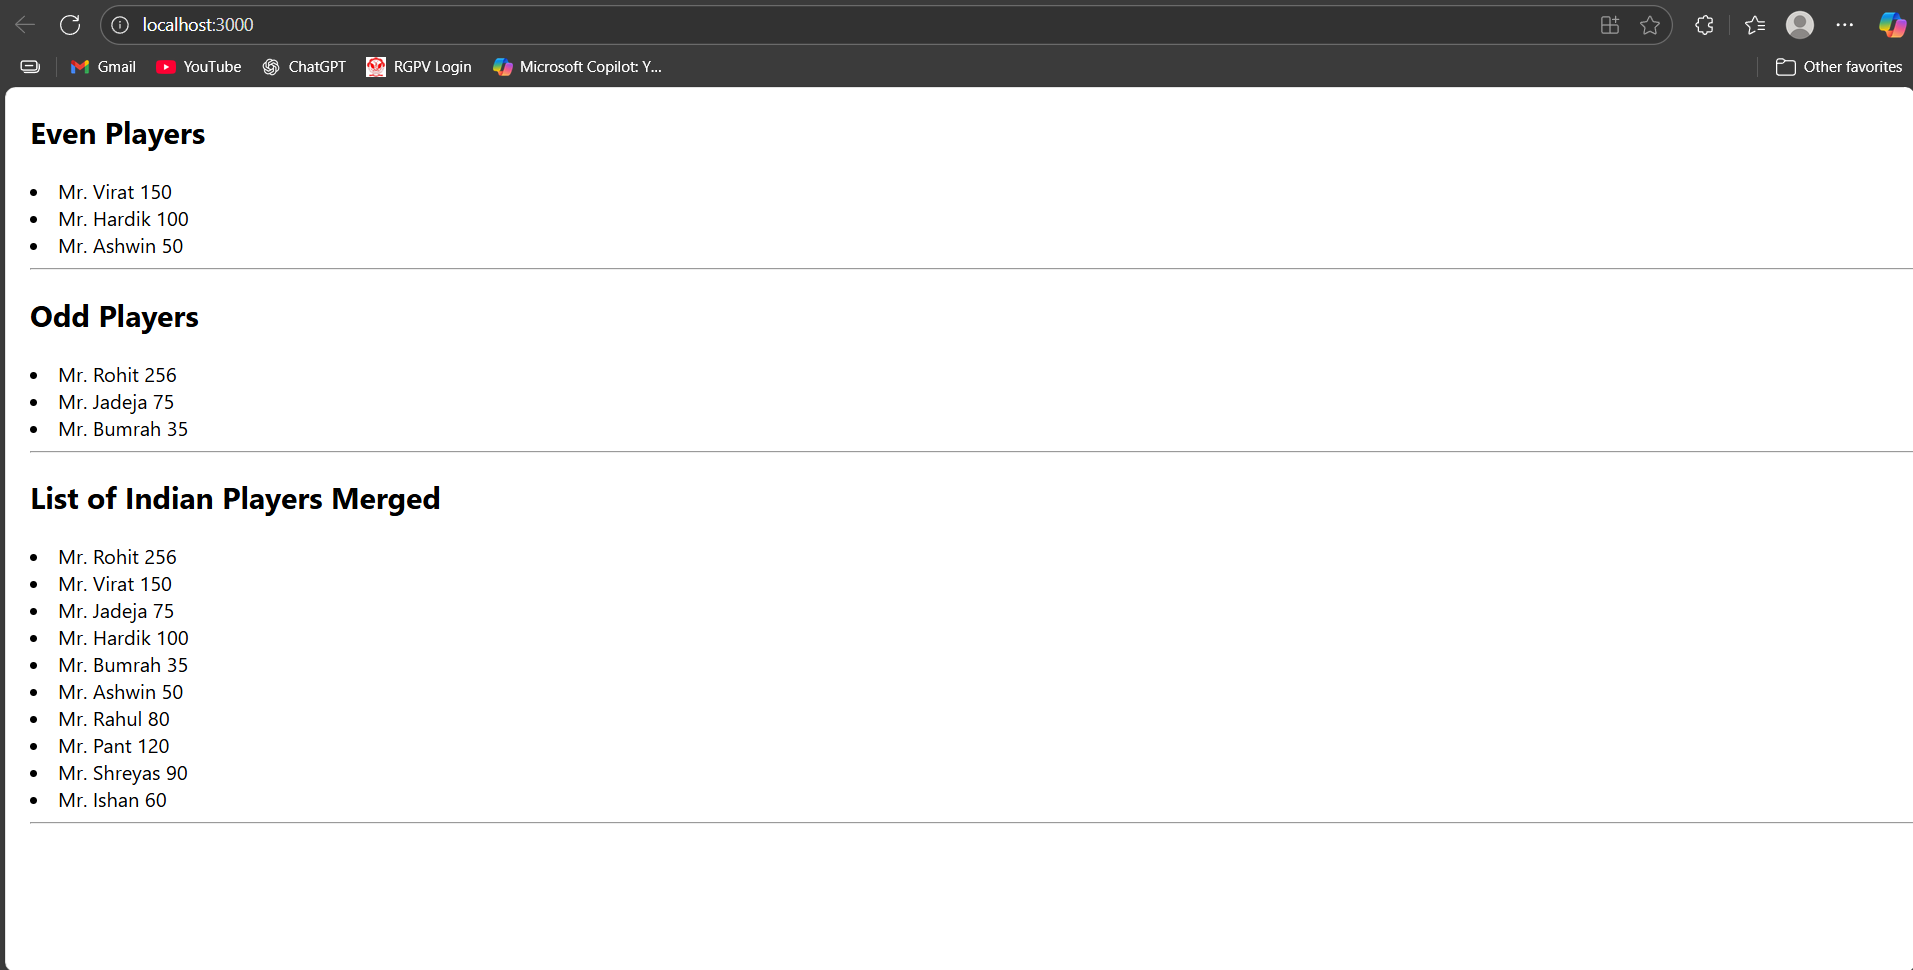 localhost:3000
Gmail YouTube ChatGPT RGPV Login Microsoft Copilot: Y... Other favorites
Even Players
Mr. Virat 150
Mr. Hardik 100
Mr. Ashwin 50
Odd Players
Mr. Rohit 256
Mr. Jadeja 75
Mr. Bumrah 35
List of Indian Players Merged
Mr. Rohit 256
Mr. Virat 150
Mr. Jadeja 75
Mr. Hardik 100
Mr. Bumrah 35
Mr. Ashwin 50
Mr. Rahul 80
Mr. Pant 120
Mr. Shreyas 90
Mr. Ishan 60